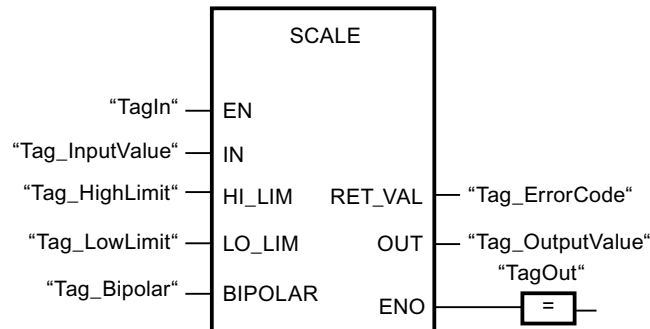 SCALE
“TagIn“ EN
“Tag_InputValue“ IN
“Tag_HighLimit“ HI_LIM RET_VAL “Tag_ErrorCode“
“Tag_LowLimit“ LO_LIM OUT “Tag_OutputValue“
“TagOut“
“Tag_Bipolar“ BIPOLAR
ENO =